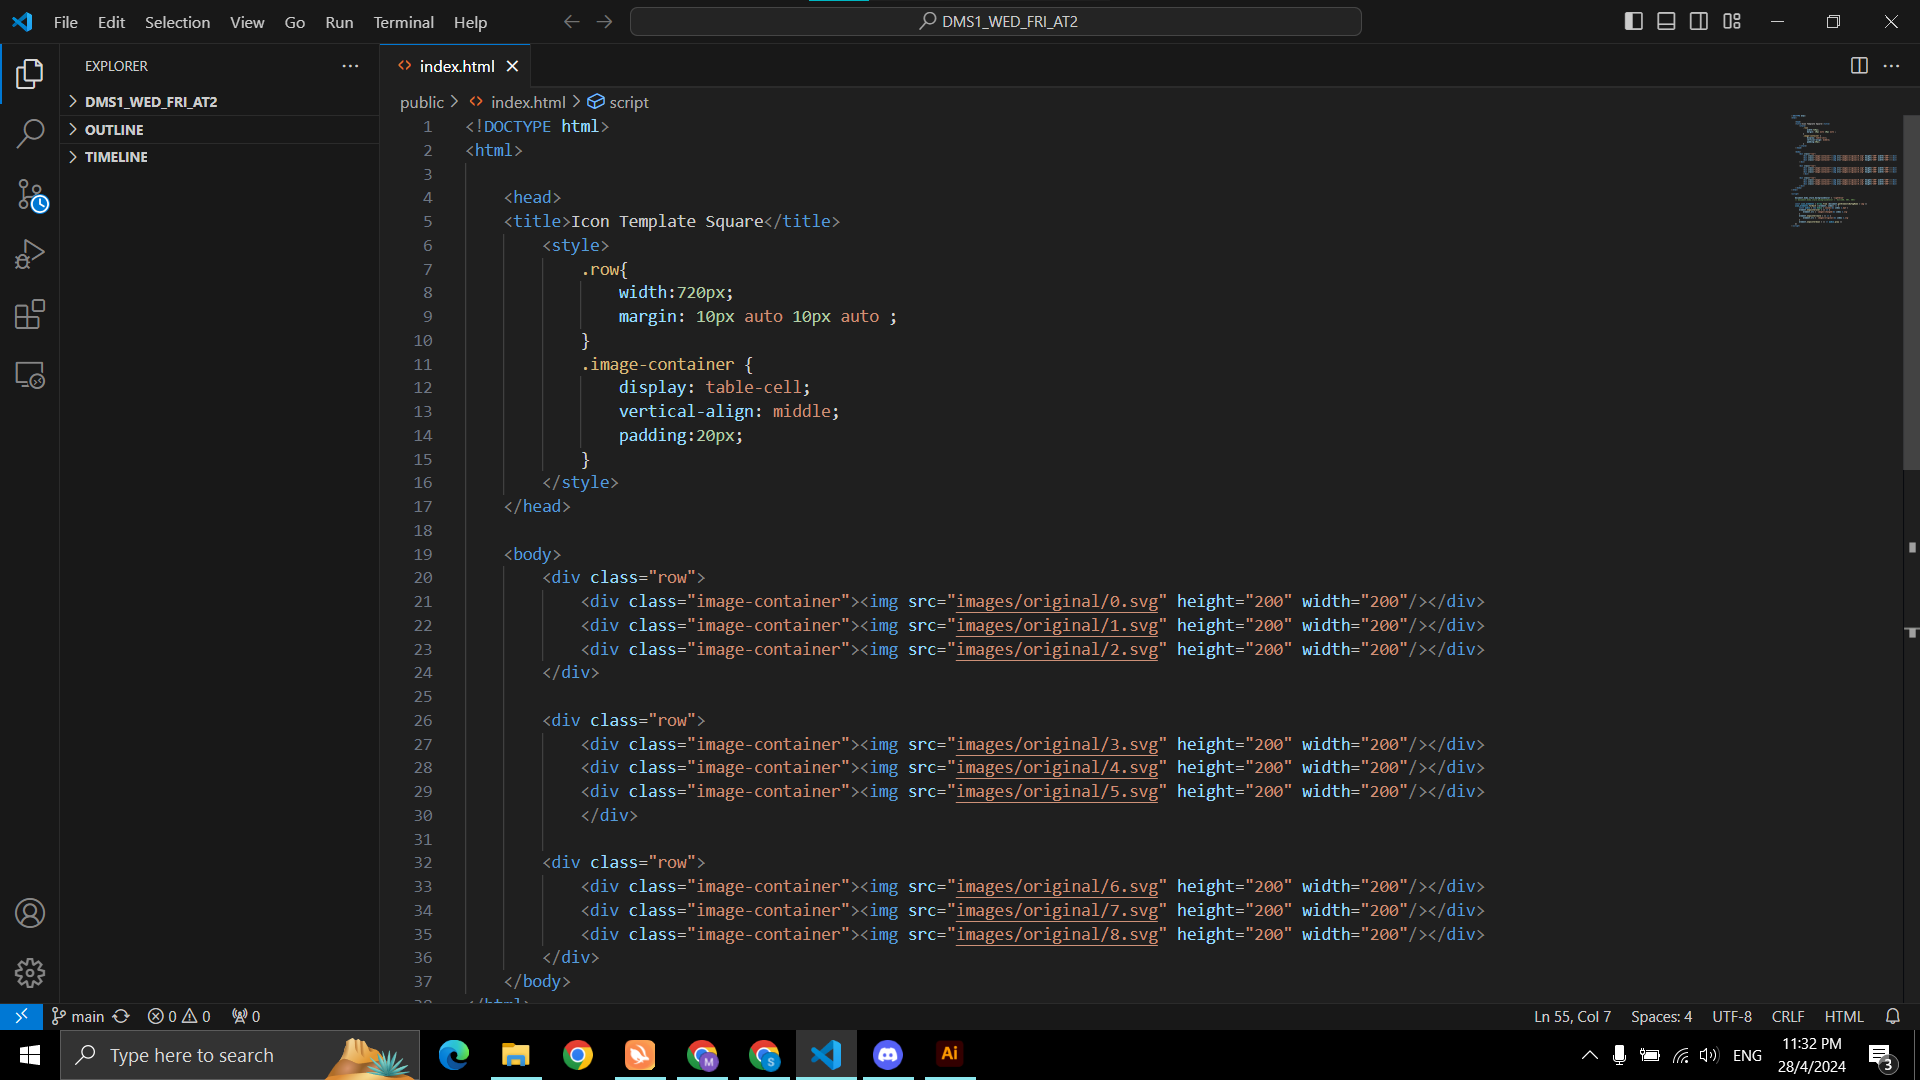 File Edit Selection View Go Run Terminal Help
DMS1_WED_FRI_AT2
EXPLORER
DMS1_WED_FRI_AT2
OUTLINE
TIMELINE
index.html
public > index.html > script
1 <!DOCTYPE html>
2 <html>
3
4 <head>
5 <title>Icon Template Square</title>
6 <style>
7 .row{
8 width:720px;
9 margin: 10px auto 10px auto ;
10 }
11 .image-container {
12 display: table-cell;
13 vertical-align: middle;
14 padding:20px;
15 }
16 </style>
17 </head>
18
19 <body>
20 <div class="row">
21 <div class="image-container"><img src="images/original/0.svg" height="200" width="200"/></div>
22 <div class="image-container"><img src="images/original/1.svg" height="200" width="200"/></div>
23 <div class="image-container"><img src="images/original/2.svg" height="200" width="200"/></div>
24 </div>
25
26 <div class="row">
27 <div class="image-container"><img src="images/original/3.svg" height="200" width="200"/></div>
28 <div class="image-container"><img src="images/original/4.svg" height="200" width="200"/></div>
29 <div class="image-container"><img src="images/original/5.svg" height="200" width="200"/></div>
30 </div>
31
32 <div class="row">
33 <div class="image-container"><img src="images/original/6.svg" height="200" width="200"/></div>
34 <div class="image-container"><img src="images/original/7.svg" height="200" width="200"/></div>
35 <div class="image-container"><img src="images/original/8.svg" height="200" width="200"/></div>
36 </div>
37 </body>
38 </html>
main 0 0 0 Ln 55, Col 7 Spaces: 4 UTF-8 CRLF HTML
Type here to search
M
S
Ai
ENG
11:32 PM
28/4/2024
3